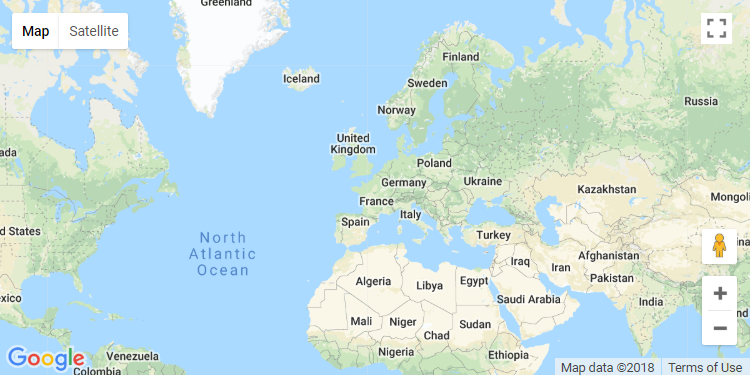 Greenland
Map
Satellite
Iceland
Finland
Sweden
Norway
Russia
United
Kingdom
ada
Poland
Germany
Ukraine
Kazakhstan
Mongoli
France
Italy
Spain
d States
Turkey
North
Atlantic
Ocean
Afghanistan
Iraq
Iran
Pakistan
Algeria
Libya
Egypt
Saudi Arabia
India
exico
Mali
Niger
Sudan
Chad
Nigeria
Ethiopia
Venezuela
Google
Colombia
Map data ©2018
Terms of Use